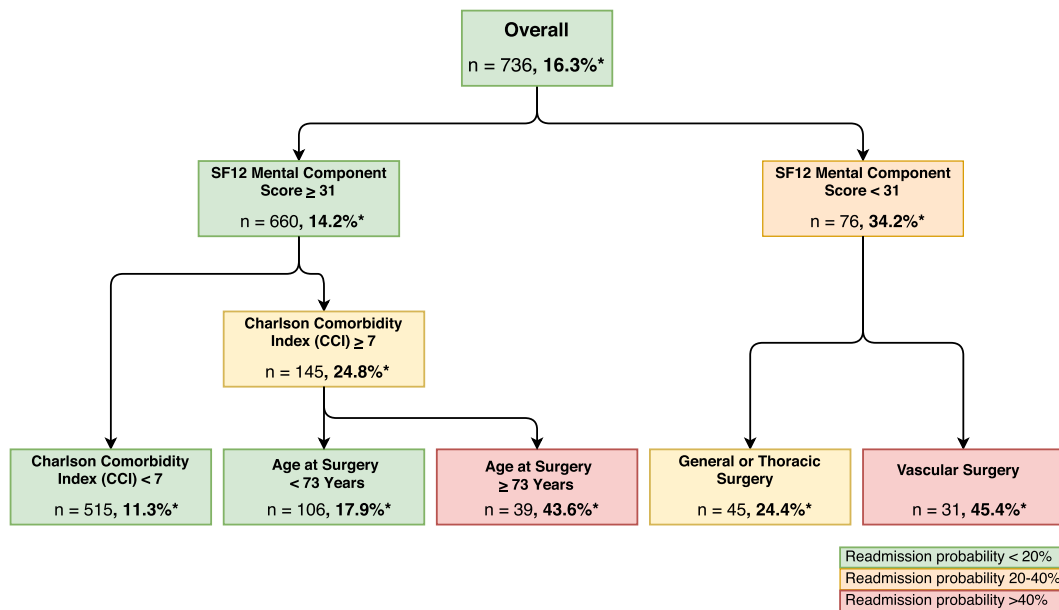 Overall
n = 736, 16.3%*
SF12 Mental Component
Score ≥ 31
n = 660, 14.2%*
SF12 Mental Component
Score < 31
n = 76, 34.2%*
Charlson Comorbidity
Index (CCI) ≥ 7
n = 145, 24.8%*
Charlson Comorbidity
Index (CCI) < 7
n = 515, 11.3%*
Age at Surgery
< 73 Years
n = 106, 17.9%*
Age at Surgery
≥ 73 Years
n = 39, 43.6%*
General or Thoracic
Surgery
n = 45, 24.4%*
Vascular Surgery
n = 31, 45.4%*
Readmission probability < 20%
Readmission probability 20-40%
Readmission probability >40%